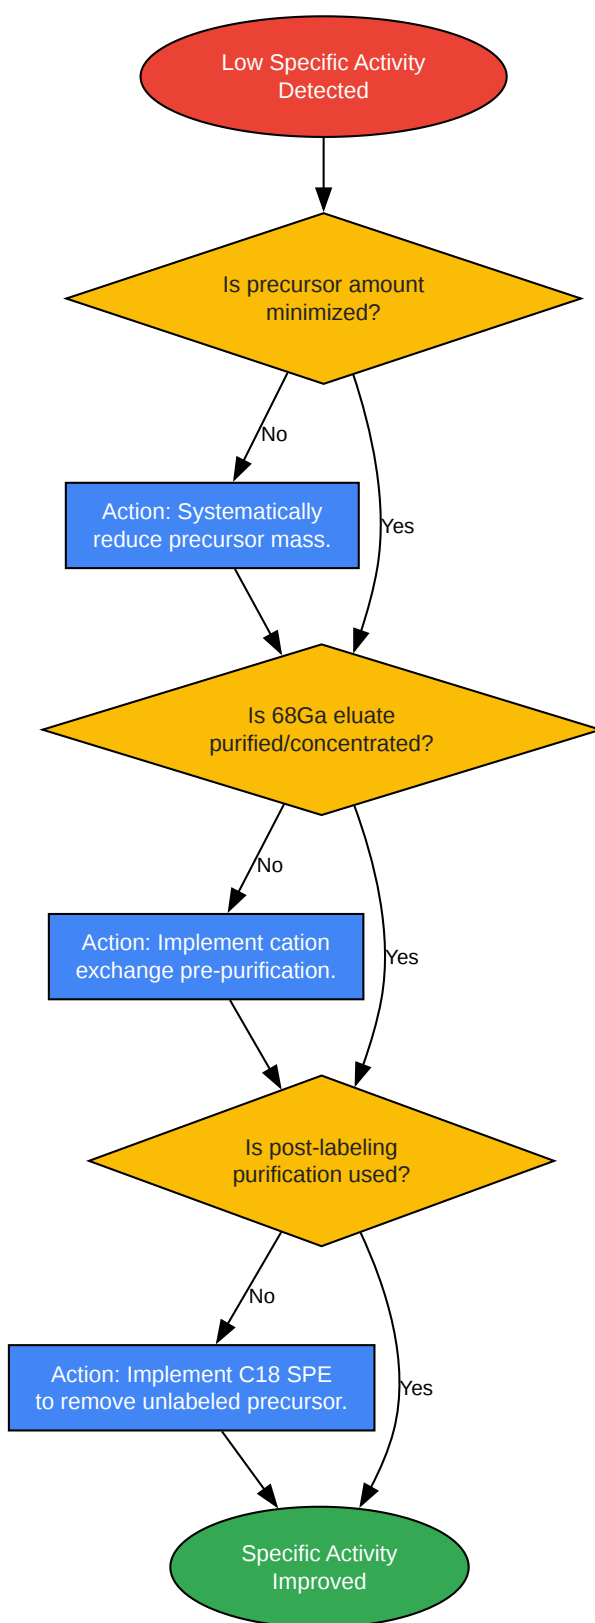 Low Specific Activity
Detected
Is precursor amount
minimized?
No
Action: Systematically
reduce precursor mass.
Yes
Is 68Ga eluate
purified/concentrated?
No
Action: Implement cation
exchange pre-purification.
Yes
Is post-labeling
purification used?
No
Action: Implement C18 SPE
to remove unlabeled precursor.
Yes
Specific Activity
Improved